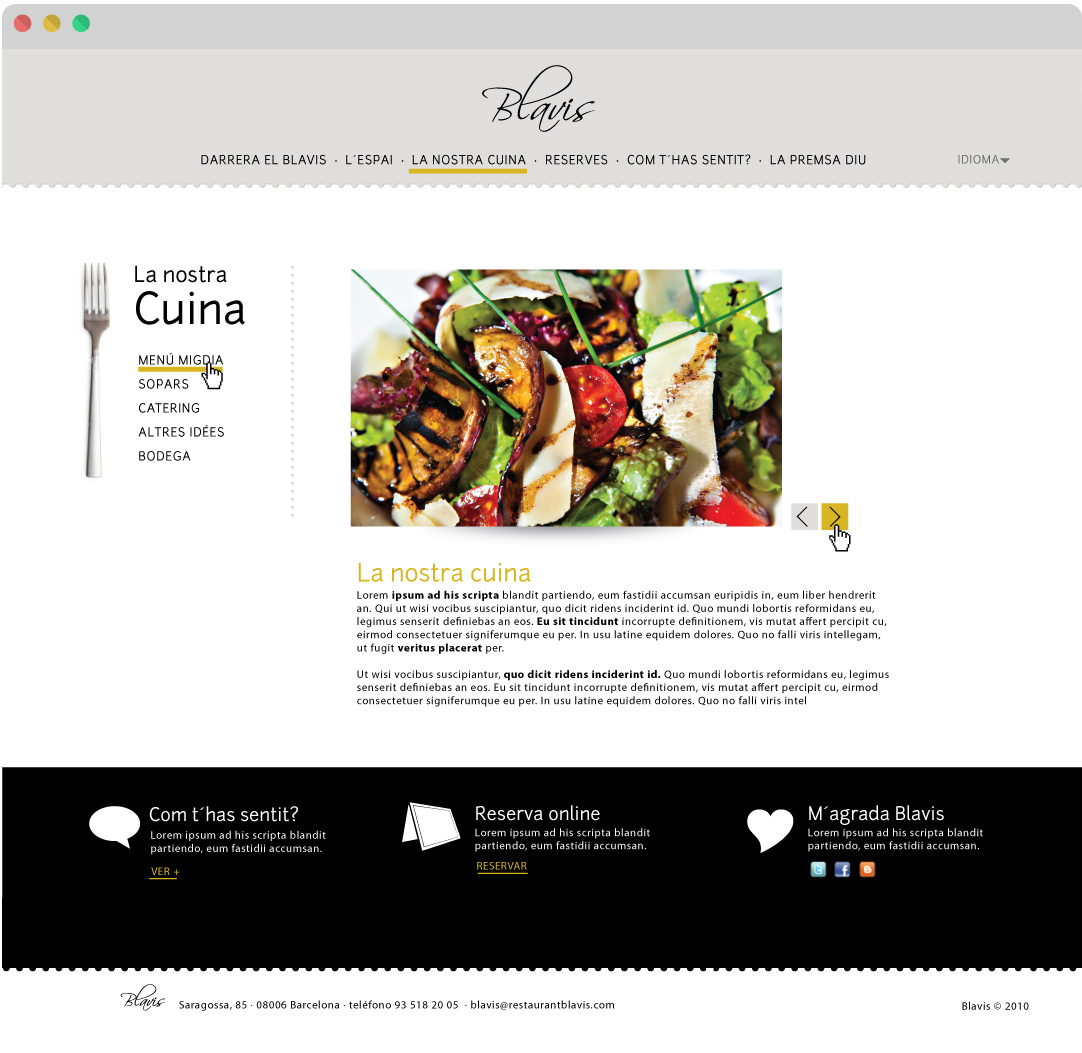 Blavis
DARRERA EL BLAVIS · L´ESPAI · LA NOSTRA CUINA · RESERVES · COM T´HAS SENTIT? · LA PREMSA DIU
IDIOMA
La nostra
Cuina
MENÚ MIGDIA
SOPARS
CATERING
ALTRES IDÉES
BODEGA
La nostra cuina
Lorem ipsum ad his scripta blandit partiendo, eum fastidii accumsan euripidis in, eum liber hendrerit
an. Qui ut wisi vocibus suscipiantur, quo dicit ridens inciderint id. Quo mundi lobortis reformidans eu,
legimus senserit definiebas an eos. Eu sit tincidunt incorrupte definitionem, vis mutat affert percipit cu,
eirmod consectetuer signiferumque eu per. In usu latine equidem dolores. Quo no falli viris intellegam,
ut fugit veritus placerat per.
Ut wisi vocibus suscipiantur, quo dicit ridens inciderint id. Quo mundi lobortis reformidans eu, legimus
senserit definiebas an eos. Eu sit tincidunt incorrupte definitionem, vis mutat affert percipit cu, eirmod
consectetuer signiferumque eu per. In usu latine equidem dolores. Quo no falli viris intel
Com t´has sentit?
Lorem ipsum ad his scripta blandit
partiendo, eum fastidii accumsan.
VER +
Reserva online
Lorem ipsum ad his scripta blandit
partiendo, eum fastidii accumsan.
RESERVAR
M´agrada Blavis
Lorem ipsum ad his scripta blandit
partiendo, eum fastidii accumsan.
Blavis
Saragossa, 85 · 08006 Barcelona · teléfono 93 518 20 05 · blavis@restaurantblavis.com
Blavis © 2010